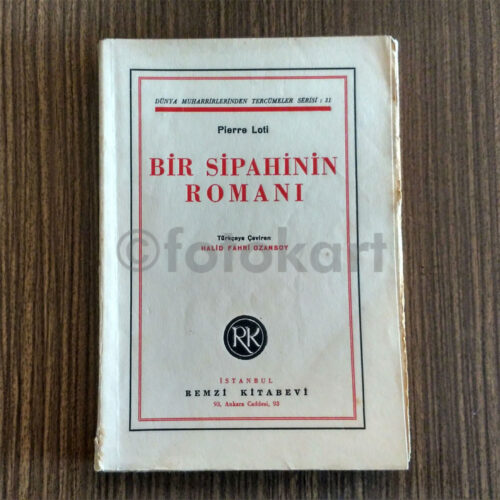 DÜNYA MUHARRİRLERİNDEN TERCÜMELER SERİSİ : 21
Pierre Loti
BİR SİPAHİNİN
ROMANI
Türkçeye Çeviren
HALİD FAHRİ OZANSOY
©fotokart
RK
İSTANBUL
REMZİ KİTABEVİ
93, Ankara Caddesi, 93